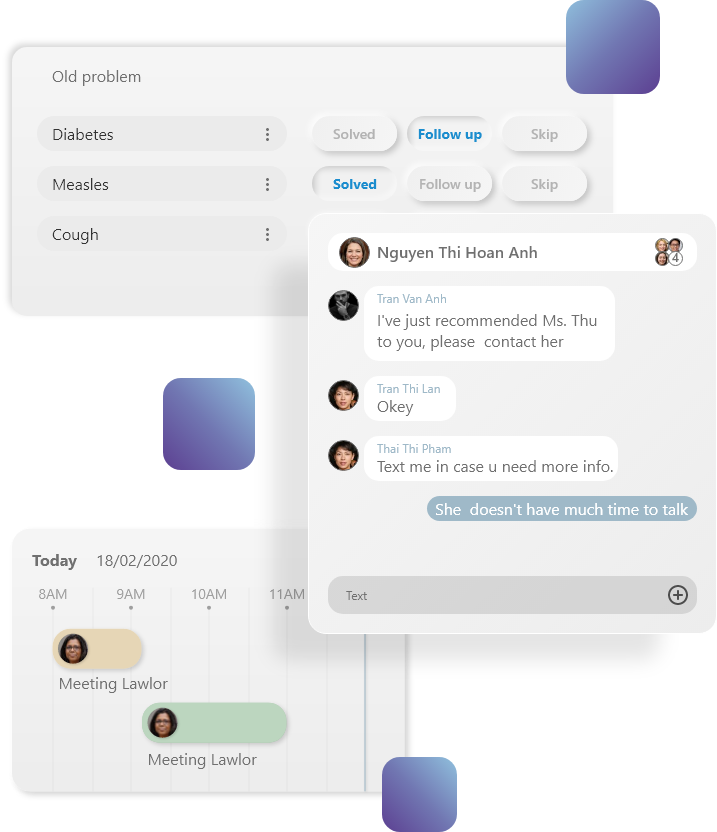 Old problem
Diabetes
Solved
Follow up
Skip
Measles
Solved
Follow up
Skip
Cough
Nguyen Thi Hoan Anh
4
Tran Van Anh
I've just recommended Ms. Thu
to you, please  contact her
Tran Thi Lan
Okey
Thai Thi Pham
Text me in case u need more info.
She  doesn't have much time to talk
Text
Today 18/02/2020
8AM 9AM 10AM 11AM
Meeting Lawlor
Meeting Lawlor